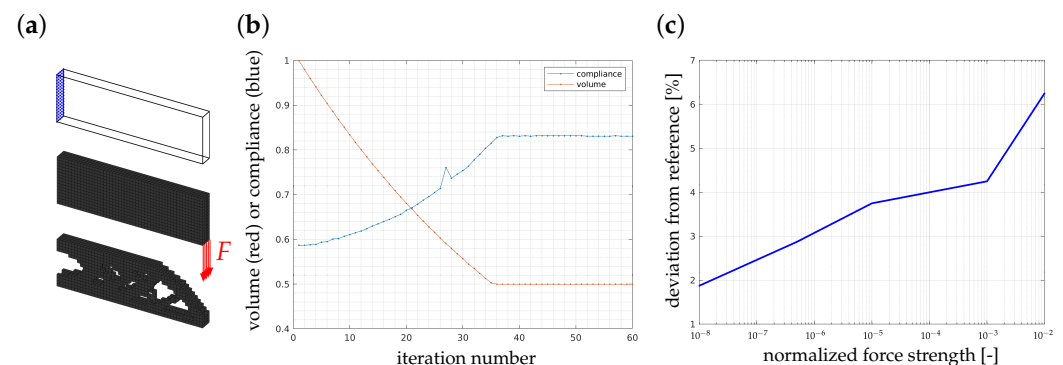 (a)
F
(b)
volume (red) or compliance (blue)
1
0.9
0.8
0.7
0.6
0.5
0.4
0
10
20
30
40
50
60
iteration number
compliance
volume
(c)
deviation from reference [%]
7
6
5
4
3
2
1
10⁻⁸
10⁻⁷
10⁻⁶
10⁻⁵
10⁻⁴
10⁻³
10⁻²
normalized force strength [-]